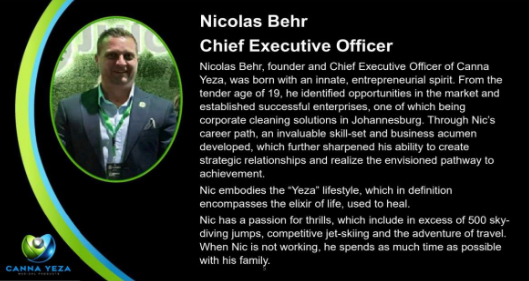 Nicolas Behr
Chief Executive Officer
Nicolas Behr, founder and Chief Executive Officer of Canna
Yeza, was born with an innate, entrepreneurial spirit. From the
tender age of 19, he identified opportunities in the market and
established successful enterprises, one of which being
corporate cleaning solutions in Johannesburg. Through Nic's
career path, an invaluable skill-set and business acumen
developed, which further sharpened his ability to create
strategic relationships and realize the envisioned pathway to
achievement.
Nic embodies the “Yeza” lifestyle, which in definition
encompasses the elixir of life, used to heal.
Nic has a passion for thrills, which include in excess of 500 sky-
diving jumps, competitive jet-skiing and the adventure of travel.
When Nic is not working, he spends as much time as possible
with his family.
CANNA YEZA